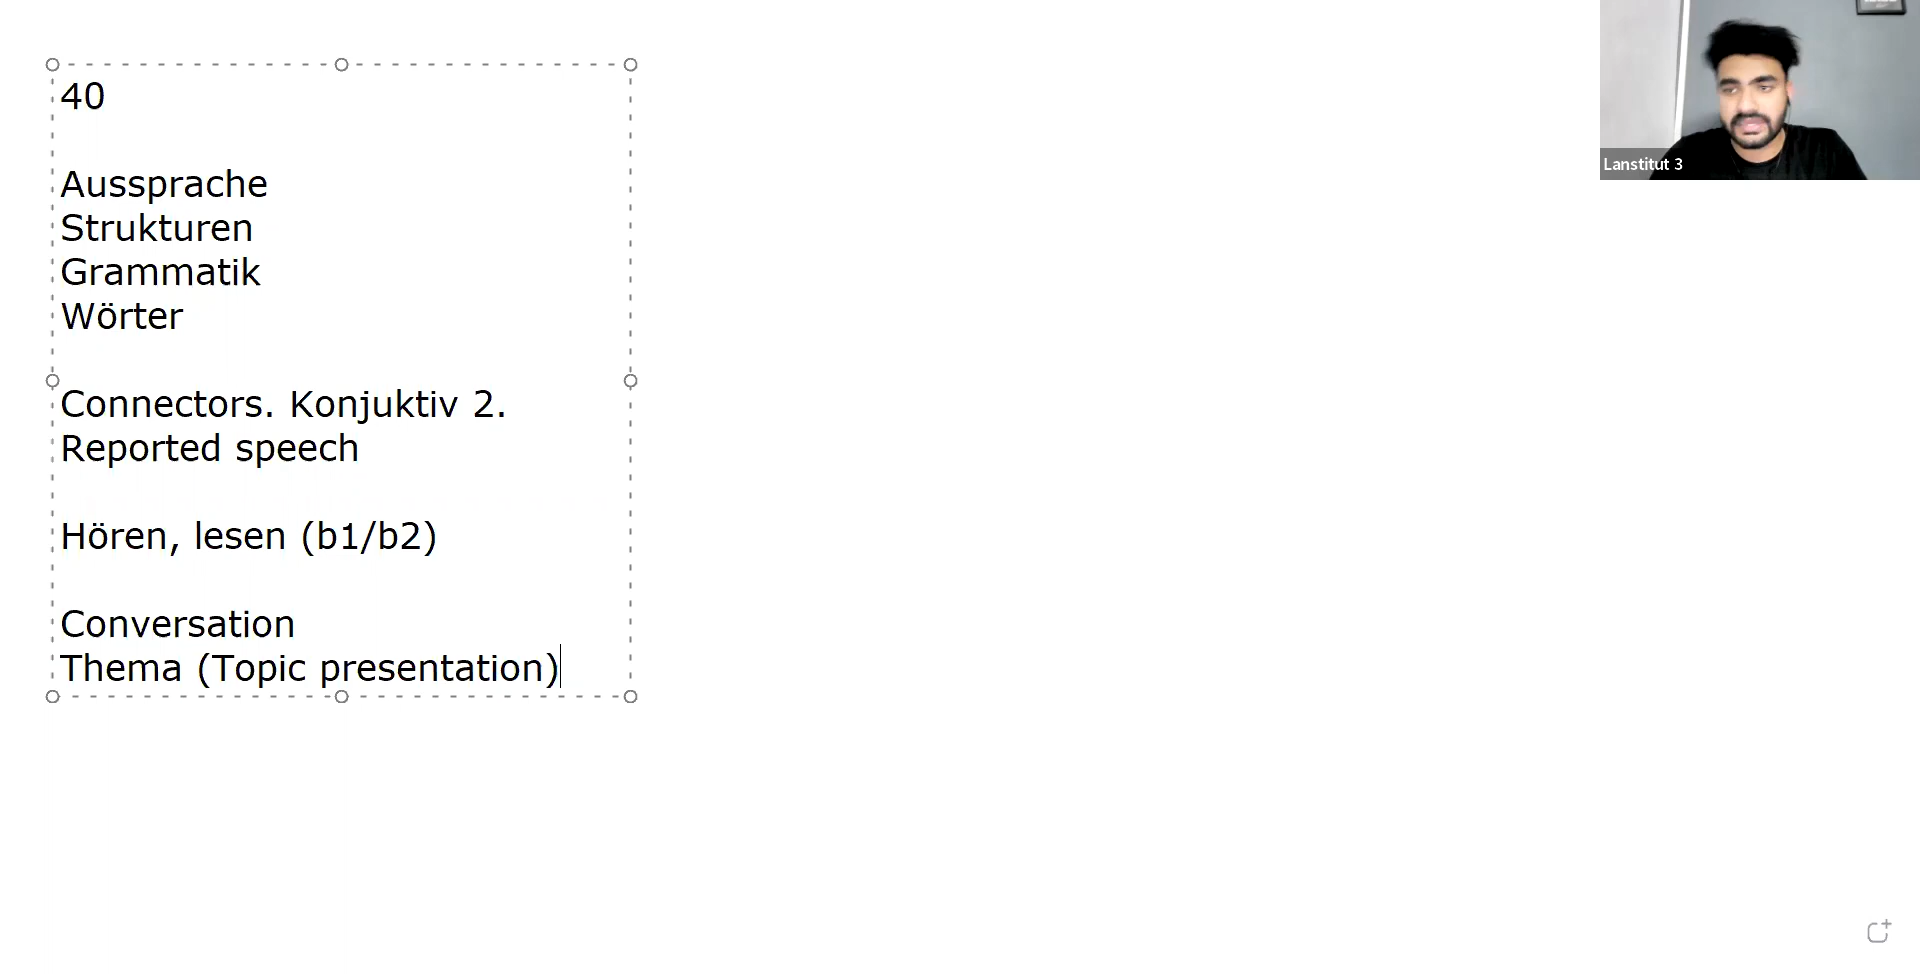 40
Aussprache
Strukturen
Grammatik
Wörter
Connectors. Konjuktiv 2.
Reported speech
Hören, lesen (b1/b2)
Conversation
Thema (Topic presentation)
Lanstitut 3